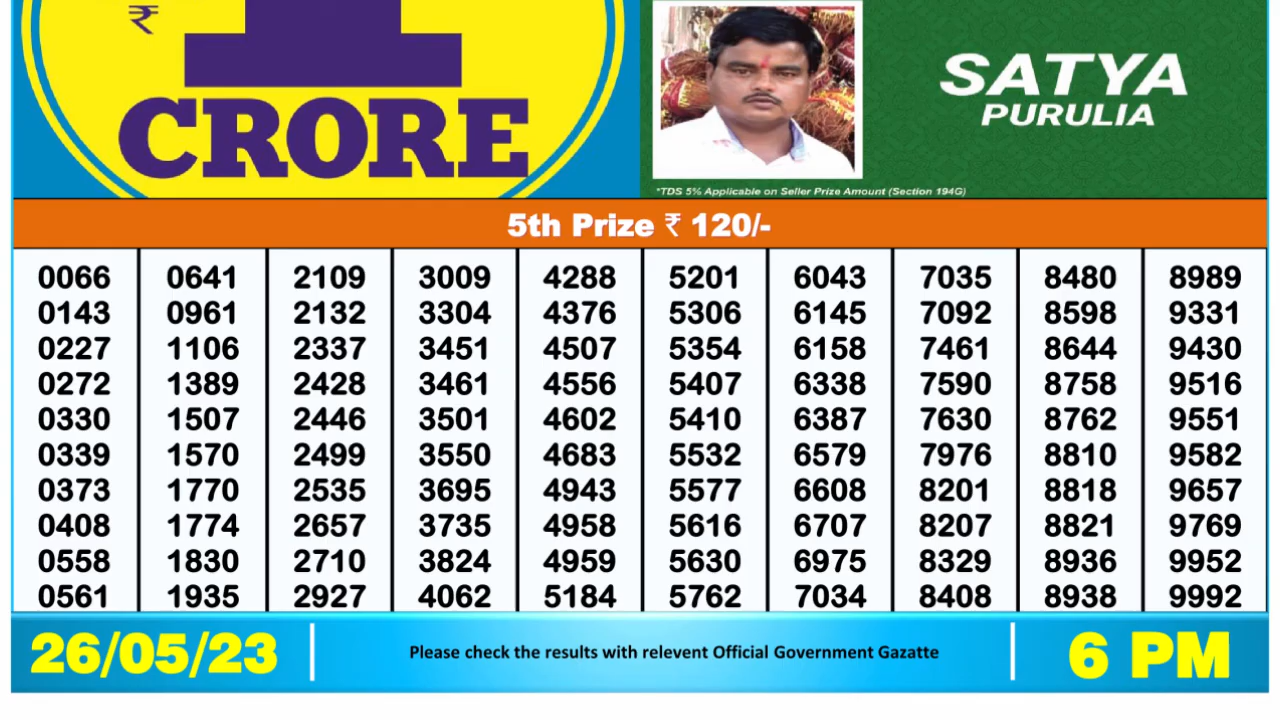 ₹ 1
CRORE
SATYA
PURULIA
*TDS 5% Applicable on Seller Prize Amount (Section 194G)
5th Prize ₹ 120/-
0066 0641 2109 3009 4288 5201 6043 7035 8480 8989
0143 0961 2132 3304 4376 5306 6145 7092 8598 9331
0227 1106 2337 3451 4507 5354 6158 7461 8644 9430
0272 1389 2428 3461 4556 5407 6338 7590 8758 9516
0330 1507 2446 3501 4602 5410 6387 7630 8762 9551
0339 1570 2499 3550 4683 5532 6579 7976 8810 9582
0373 1770 2535 3695 4943 5577 6608 8201 8818 9657
0408 1774 2657 3735 4958 5616 6707 8207 8821 9769
0558 1830 2710 3824 4959 5630 6975 8329 8936 9952
0561 1935 2927 4062 5184 5762 7034 8408 8938 9992
26/05/23
Please check the results with relevent Official Government Gazatte
6 PM